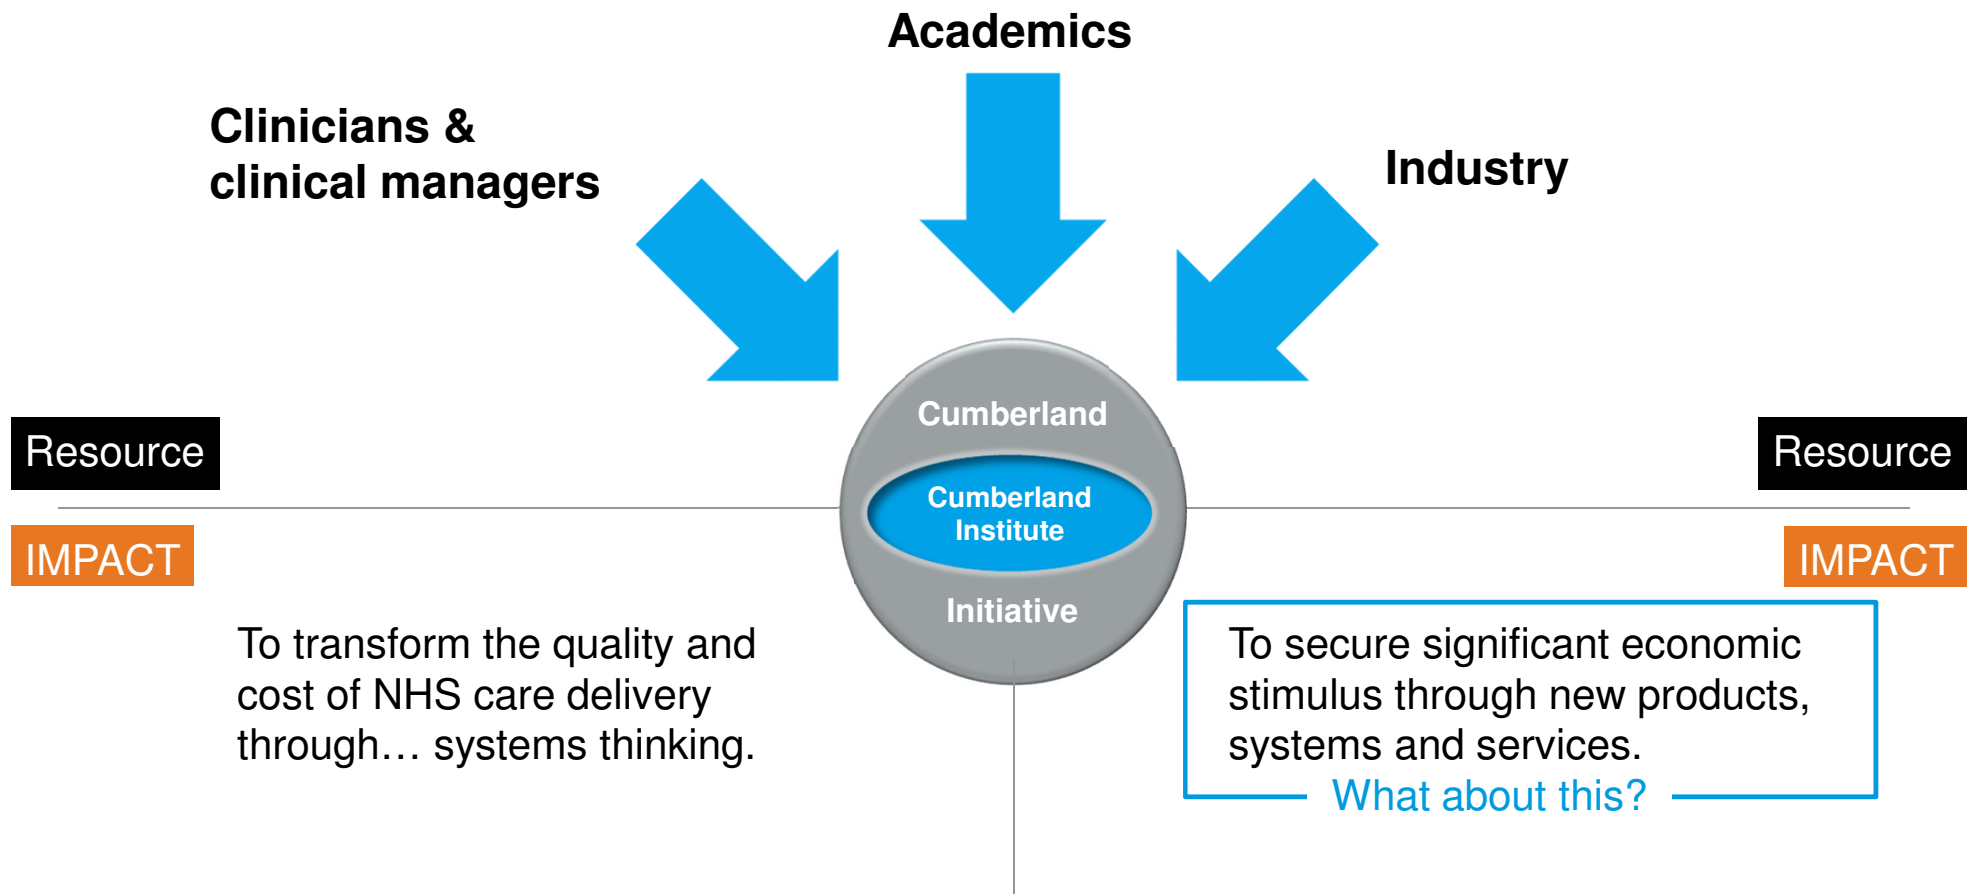 Academics
Clinicians &
clinical managers
Industry
Cumberland
Resource
Resource
Cumberland
Institute
IMPACT
IMPACT
Initiative
To transform the quality and
cost of NHS care delivery
through… systems thinking.
To secure significant economic
stimulus through new products,
systems and services.
What about this?